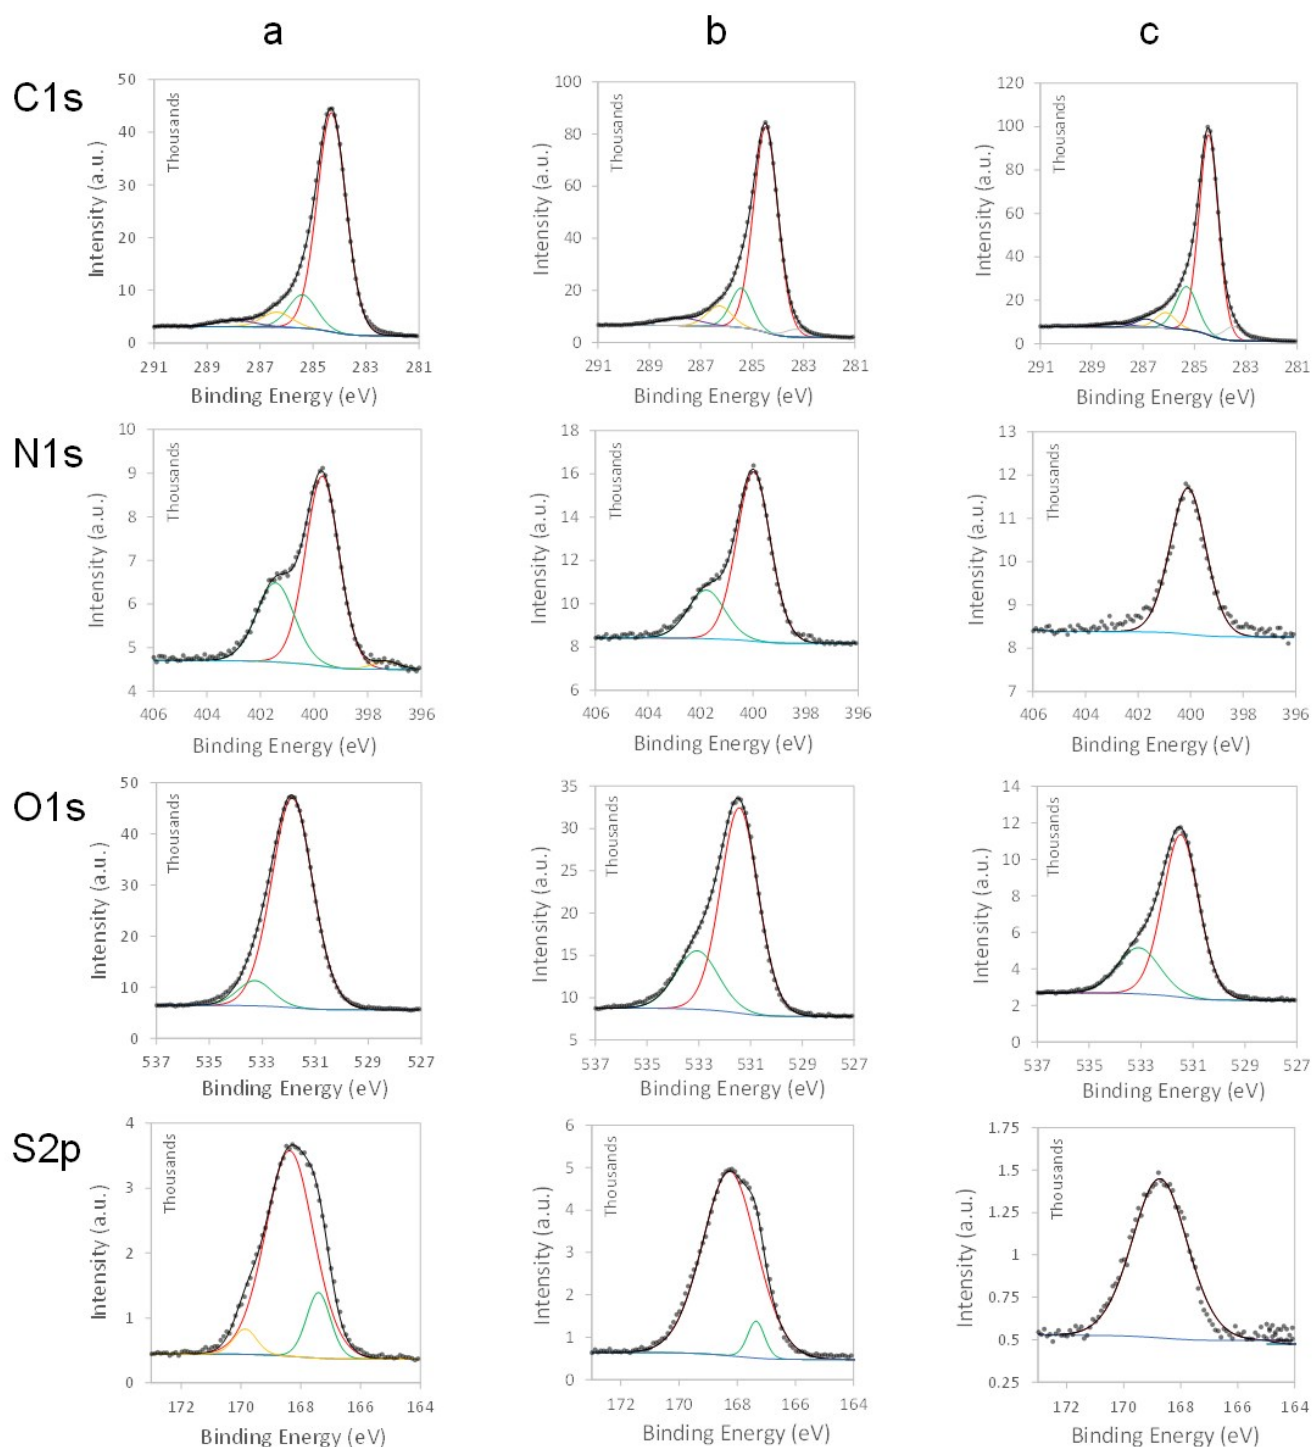 a b c
C1s
50 40 30 20 10 0
Thousands
Intensity (a.u.)
291 289 287 285 283 281
Binding Energy (eV)
100 80 60 40 20 0
Thousands
Intensity (a.u.)
291 289 287 285 283 281
Binding Energy (eV)
120 100 80 60 40 20 0
Thousands
Intensity (a.u.)
291 289 287 285 283 281
Binding Energy (eV)
N1s
10 9 8 7 6 5 4
Thousands
Intensity (a.u.)
406 404 402 400 398 396
Binding Energy (eV)
18 16 14 12 10 8 6
Thousands
Intensity (a.u.)
406 404 402 400 398 396
Binding Energy (eV)
13 12 11 10 9 8 7
Thousands
Intensity (a.u.)
406 404 402 400 398 396
Binding Energy (eV)
O1s
50 40 30 20 10 0
Thousands
Intensity (a.u.)
537 535 533 531 529 527
Binding Energy (eV)
35 30 25 20 15 10 5
Thousands
Intensity (a.u.)
537 535 533 531 529 527
Binding Energy (eV)
14 12 10 8 6 4 2 0
Thousands
Intensity (a.u.)
537 535 533 531 529 527
Binding Energy (eV)
S2p
4 3 2 1 0
Thousands
Intensity (a.u.)
172 170 168 166 164
Binding Energy (eV)
6 5 4 3 2 1 0
Thousands
Intensity (a.u.)
172 170 168 166 164
Binding Energy (eV)
1.75 1.5 1.25 1 0.75 0.5 0.25
Thousands
Intensity (a.u.)
172 170 168 166 164
Binding Energy (eV)